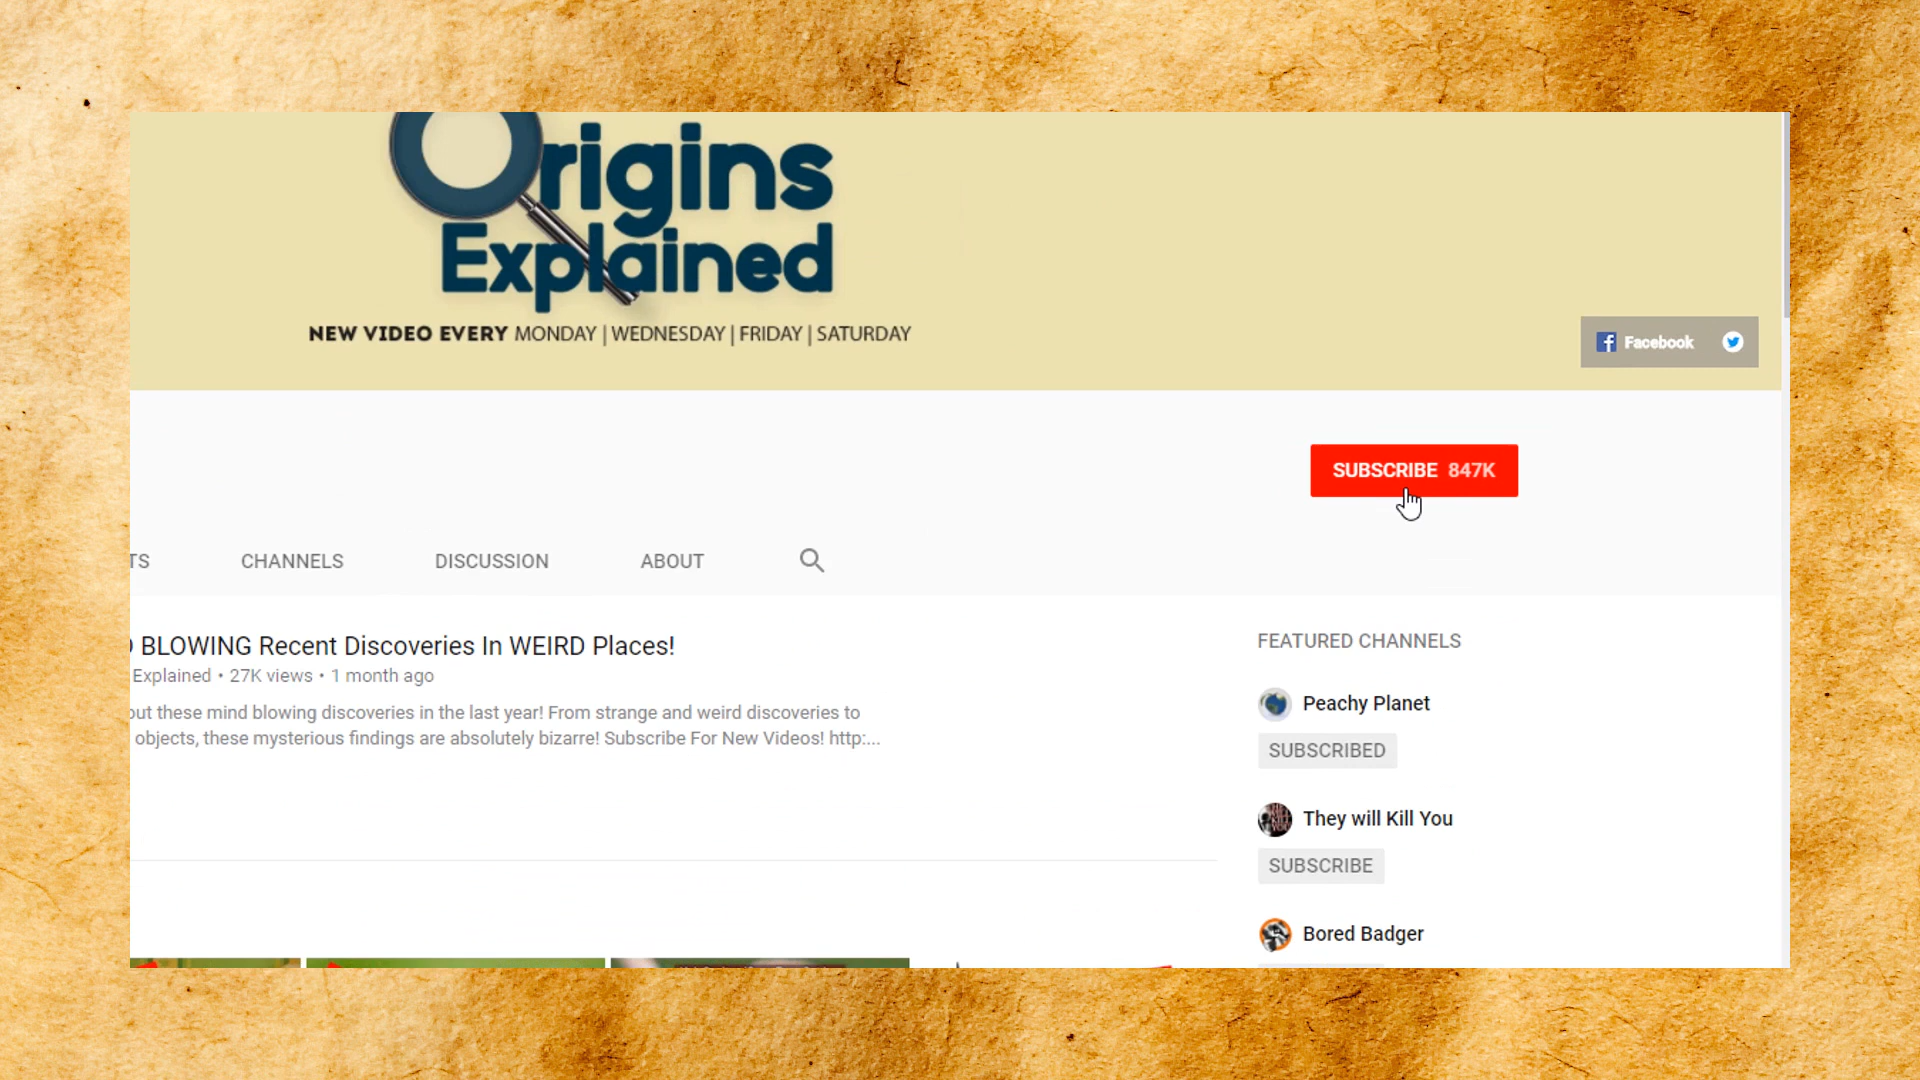 Origins
Explained
NEW VIDEO EVERY MONDAY | WEDNESDAY | FRIDAY | SATURDAY
Facebook
SUBSCRIBE 847K
TS
CHANNELS
DISCUSSION
ABOUT
BLOWING Recent Discoveries In WEIRD Places!
Explained • 27K views • 1 month ago
out these mind blowing discoveries in the last year! From strange and weird discoveries to
objects, these mysterious findings are absolutely bizarre! Subscribe For New Videos! http:...
FEATURED CHANNELS
Peachy Planet
SUBSCRIBED
They will Kill You
SUBSCRIBE
Bored Badger